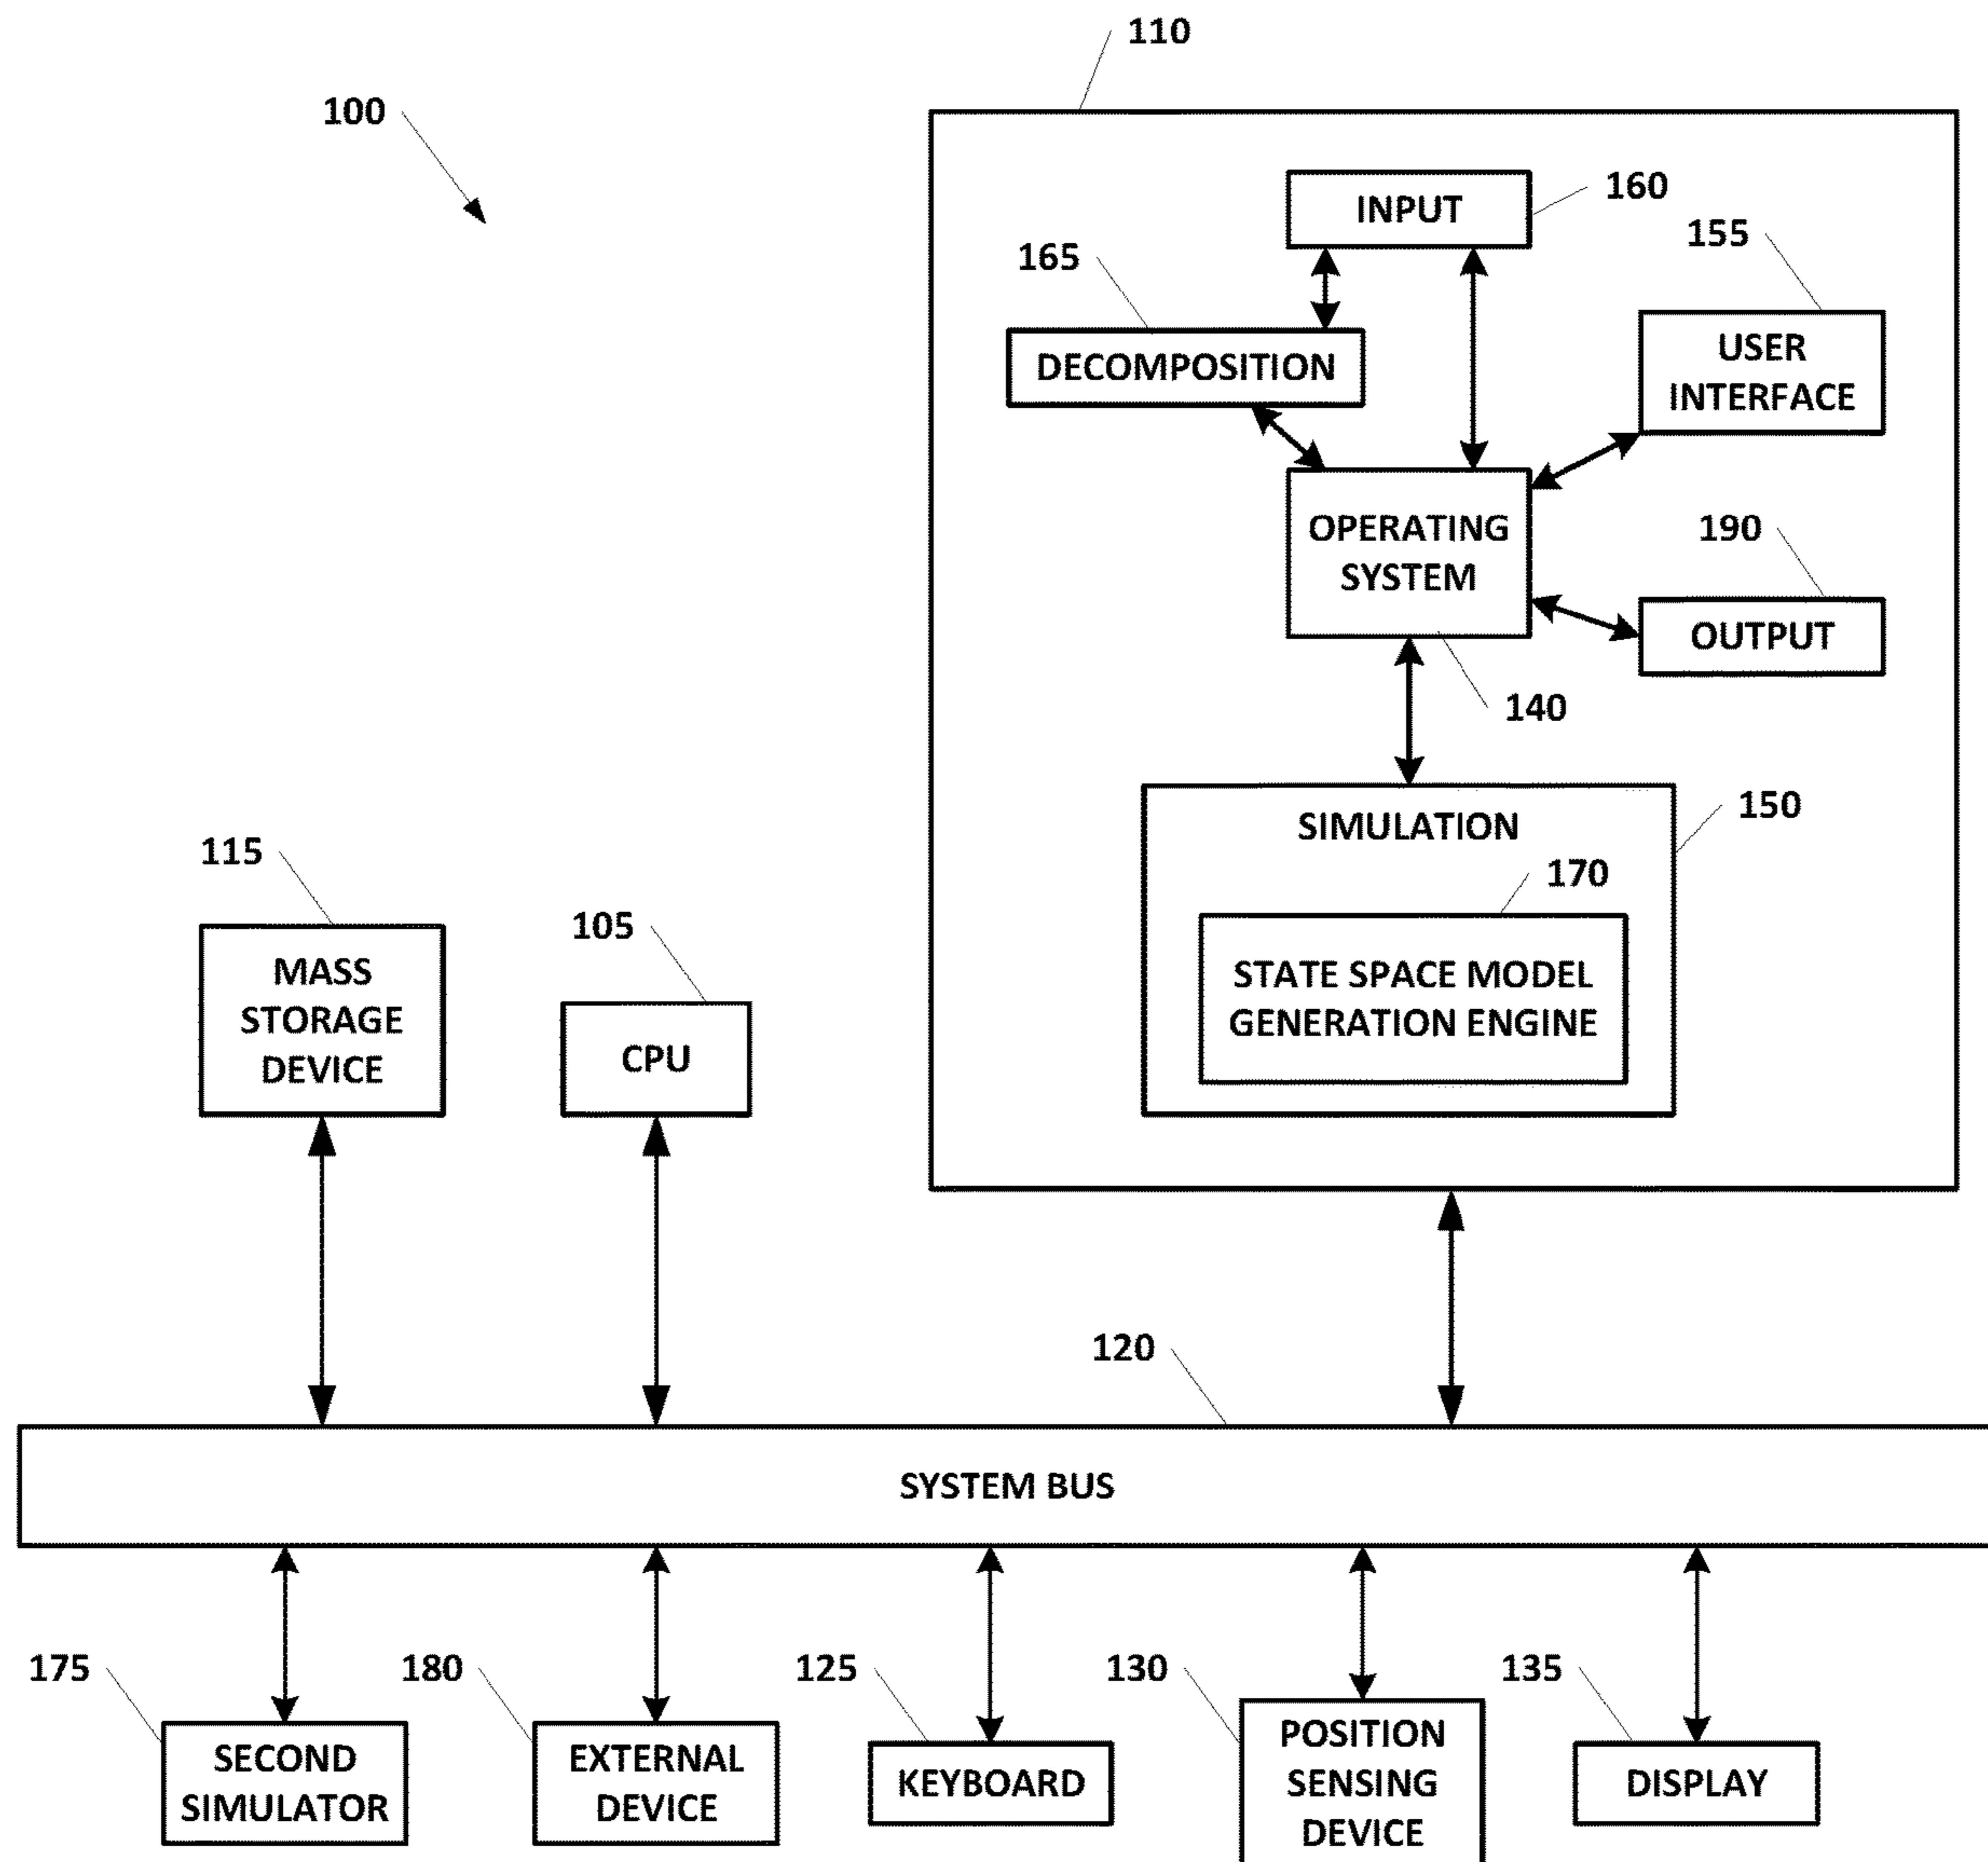 110
100
INPUT
160
155
165
DECOMPOSITION
USER
INTERFACE
OPERATING
SYSTEM
190
OUTPUT
140
SIMULATION
150
170
STATE SPACE MODEL
GENERATION ENGINE
115
MASS
STORAGE
DEVICE
105
CPU
120
SYSTEM BUS
175
SECOND
SIMULATOR
180
EXTERNAL
DEVICE
125
KEYBOARD
130
POSITION
SENSING
DEVICE
135
DISPLAY